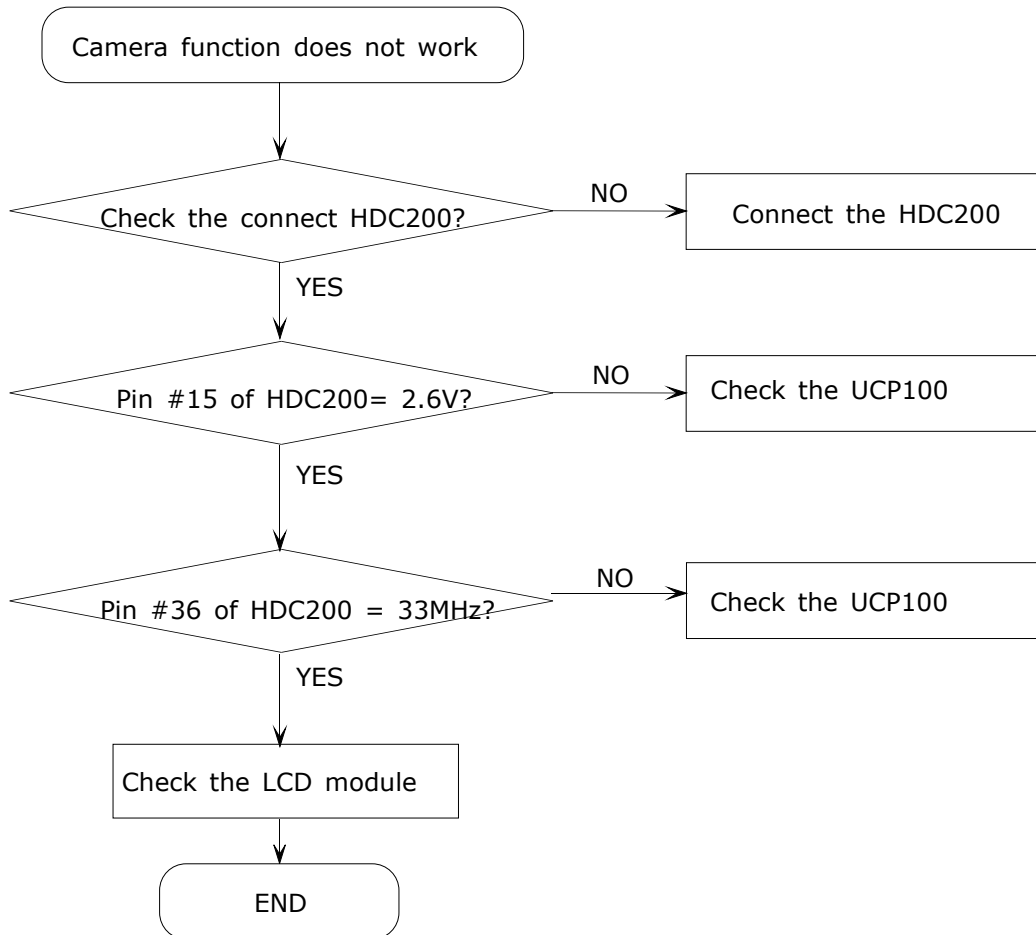 Camera function does not work
Check the connect HDC200?
NO
Connect the HDC200
YES
Pin #15 of HDC200= 2.6V?
NO
Check the UCP100
YES
Pin #36 of HDC200 = 33MHz?
NO
Check the UCP100
YES
Check the LCD module
END